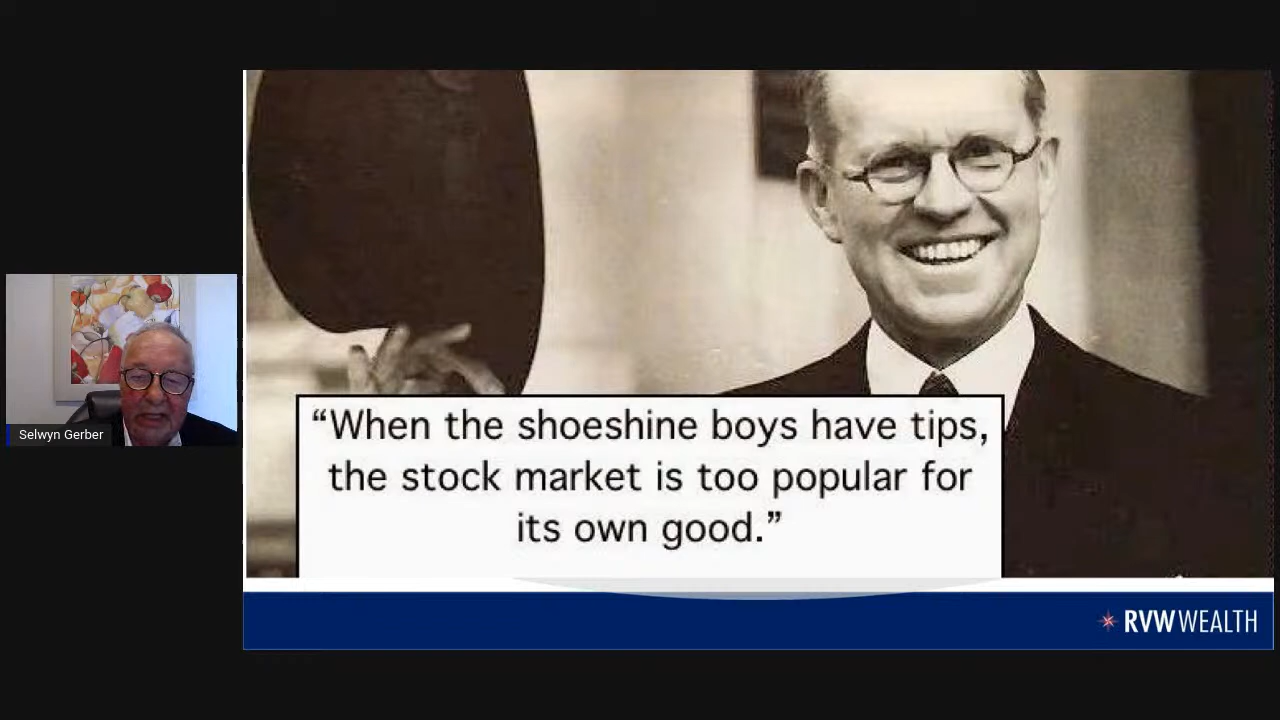 “When the shoeshine boys have tips,
the stock market is too popular for
its own good.”
Selwyn Gerber
RVW WEALTH